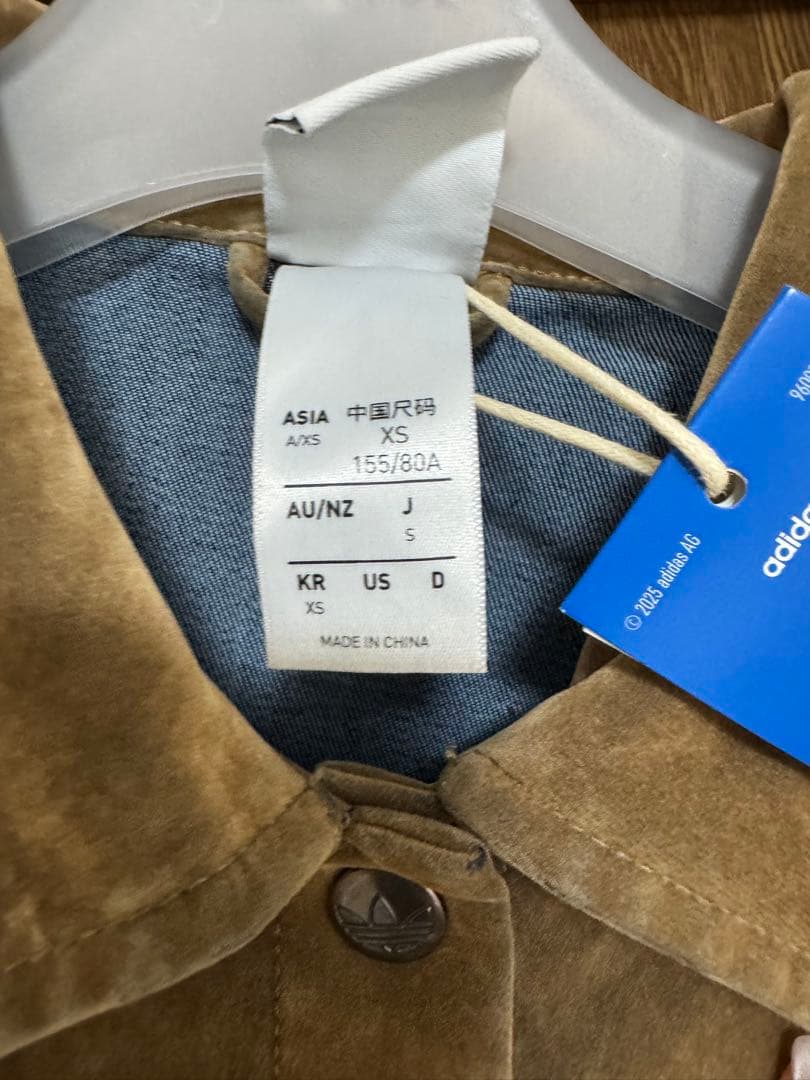 ASIA 中国尺码
A/XS XS
155/80A
AU/NZ J
S
KR US D
XS
MADE IN CHINA
© 2025 adidas AG